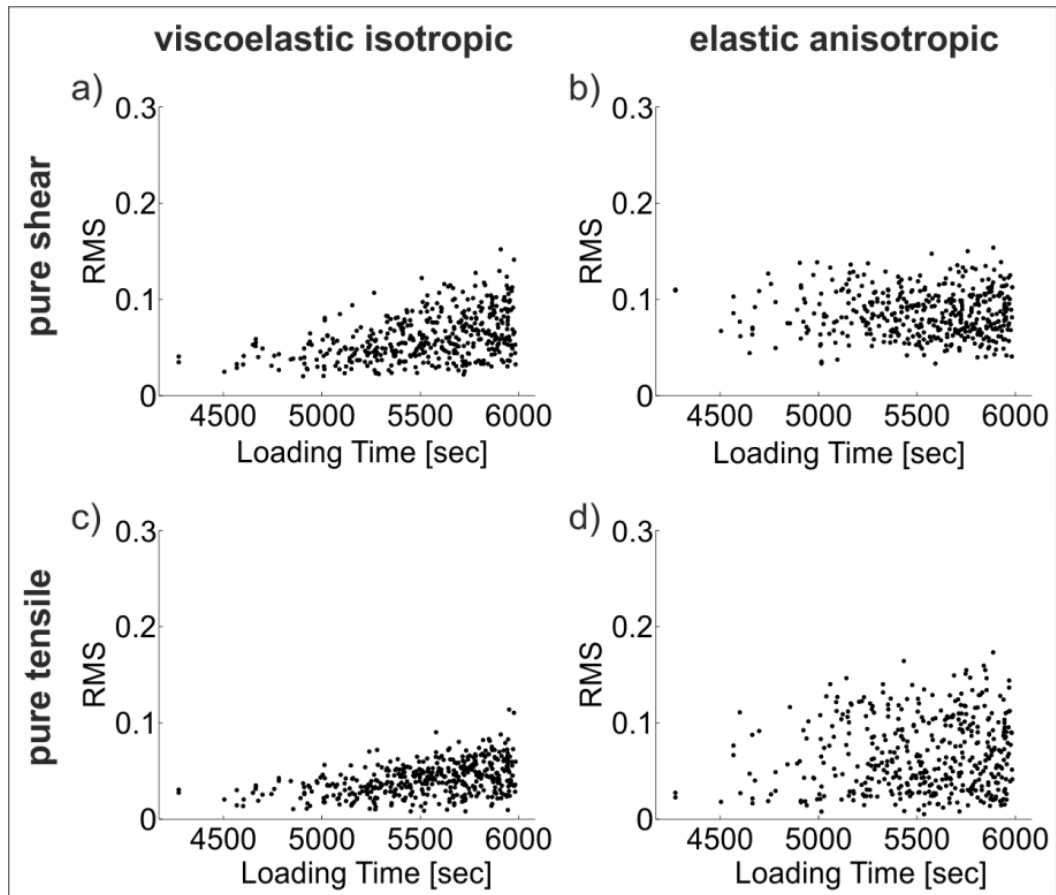 viscoelastic isotropic
elastic anisotropic
pure shear
a)
0.3
0.2
0.1
0
RMS
4500 5000 5500 6000
Loading Time [sec]
b)
0.3
0.2
0.1
0
RMS
4500 5000 5500 6000
Loading Time [sec]
pure tensile
c)
0.3
0.2
0.1
0
RMS
4500 5000 5500 6000
Loading Time [sec]
d)
0.3
0.2
0.1
0
RMS
4500 5000 5500 6000
Loading Time [sec]